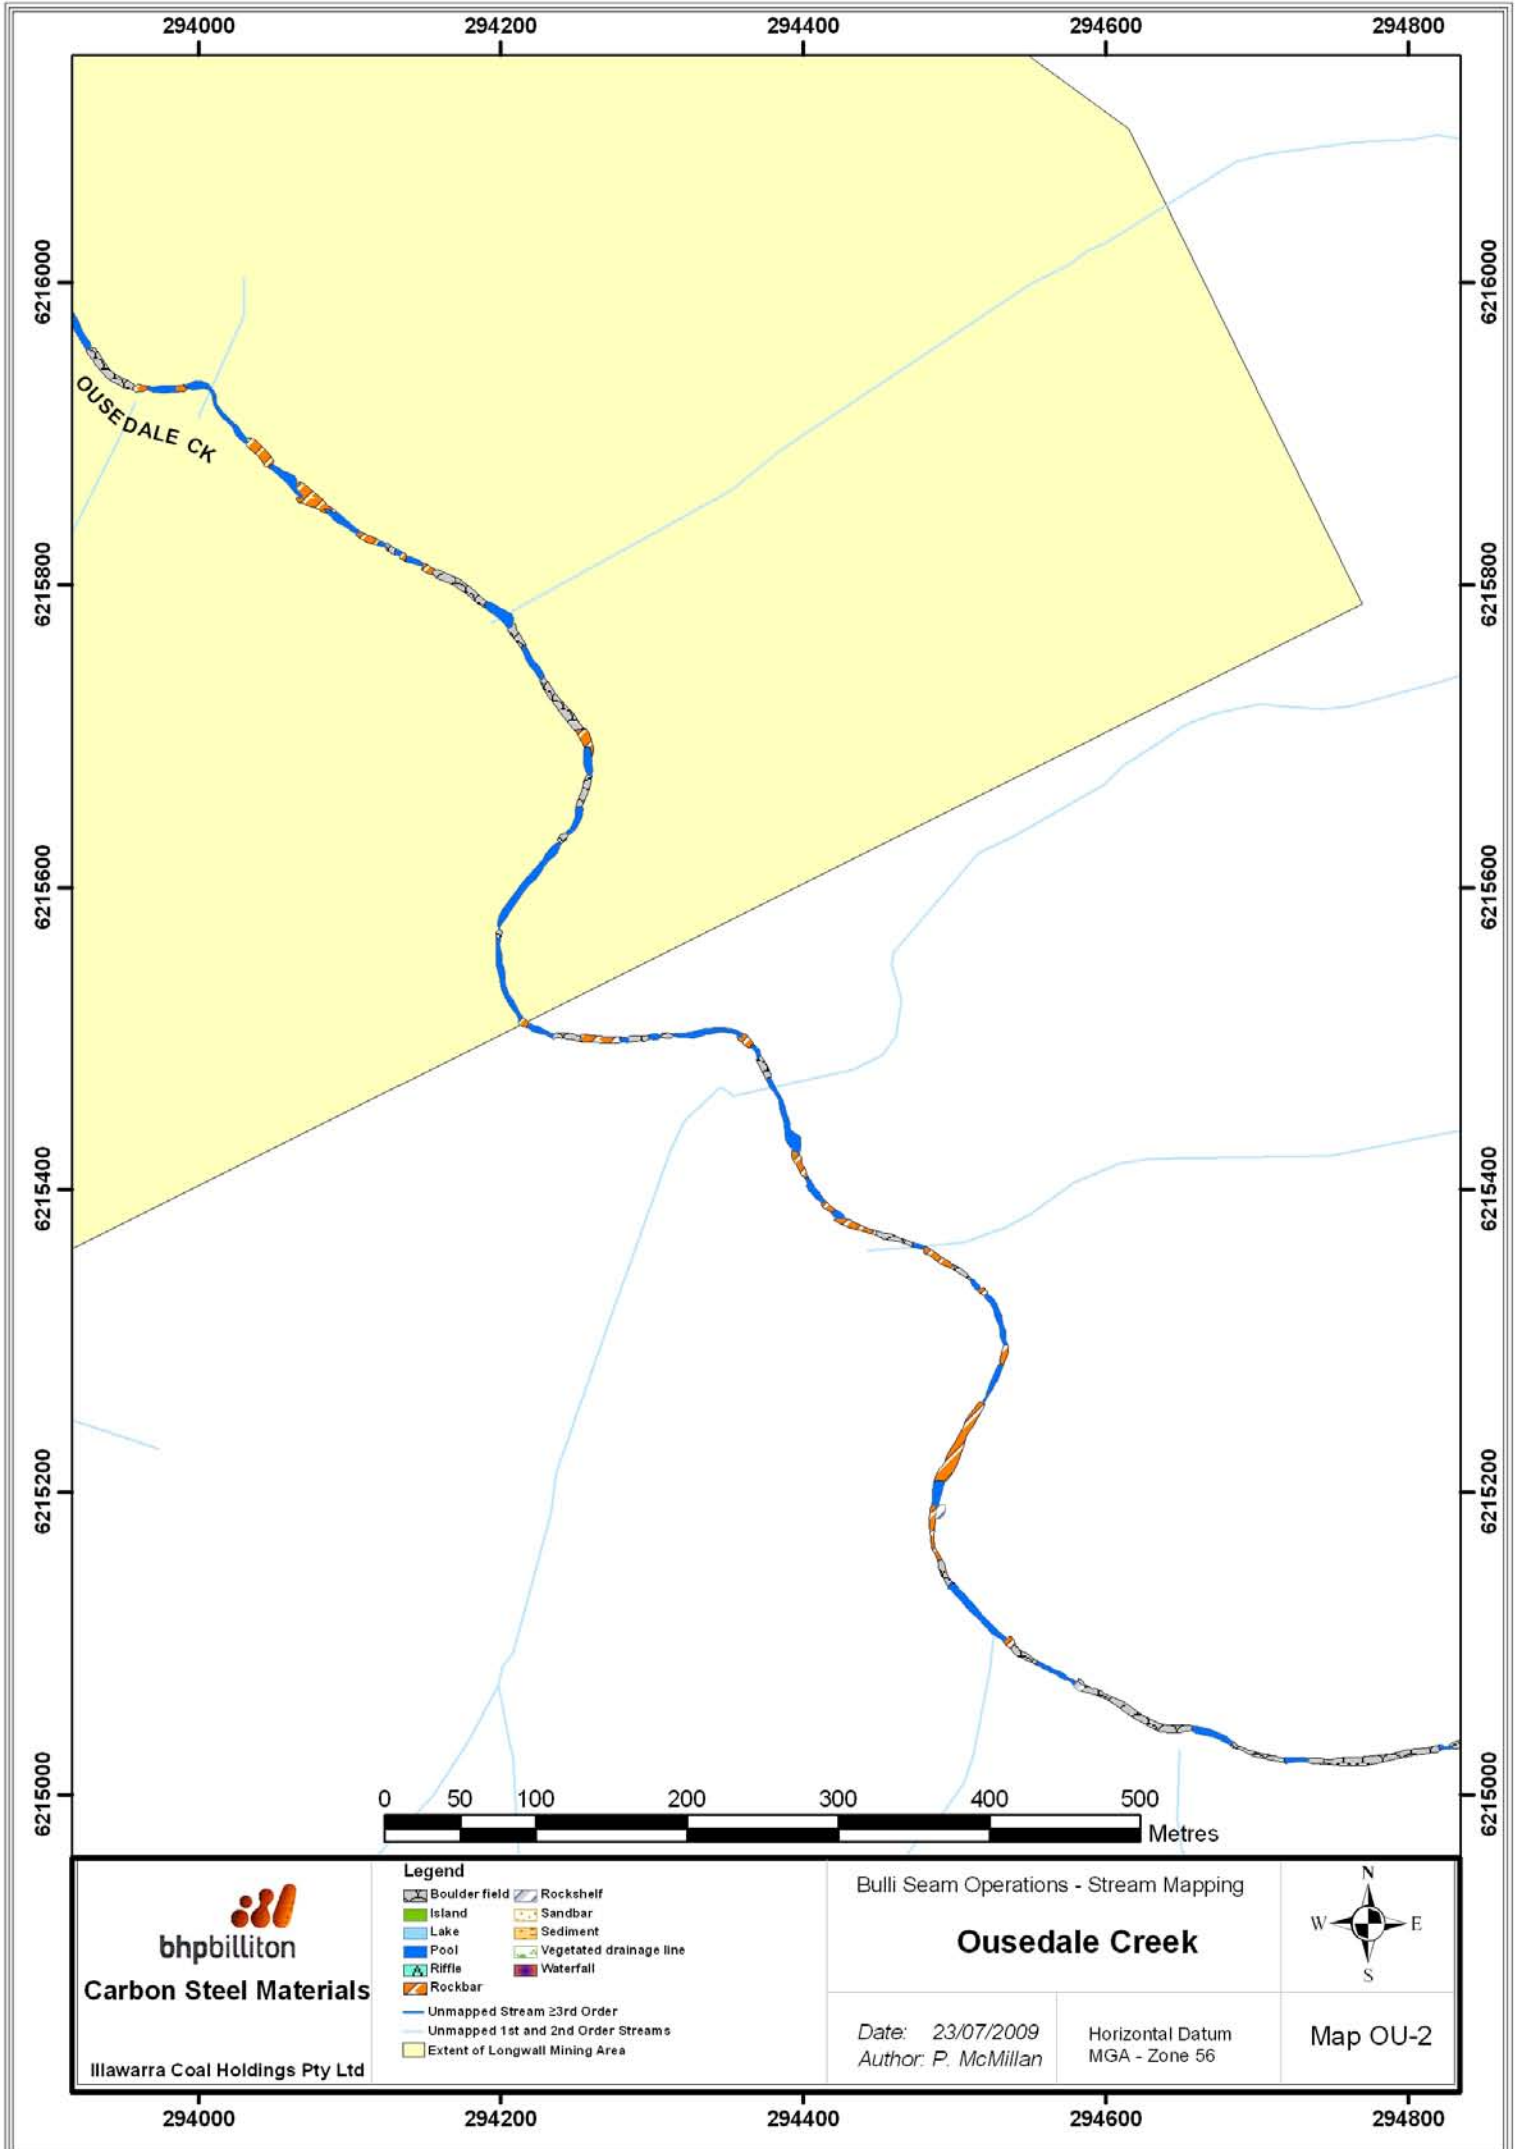 294000 294200 294400 294600 294800
6216000 6216000
OUSEDALE CK
6215800 6215800
6215600 6215600
6215400 6215400
6215200 6215200
6215000 6215000
0 50 100 200 300 400 500
Metres
bhpbilliton
Carbon Steel Materials
Illawarra Coal Holdings Pty Ltd
Legend
Boulder field Rockshelf
Island Sandbar
Lake Sediment
Pool Vegetated drainage line
Riffle Waterfall
Rockbar
Unmapped Stream ≥3rd Order
Unmapped 1st and 2nd Order Streams
Extent of Longwall Mining Area
Bulli Seam Operations - Stream Mapping
Ousedale Creek
Date: 23/07/2009
Author: P. McMillan
Horizontal Datum
MGA - Zone 56
N
W E
S
Map OU-2
294000 294200 294400 294600 294800